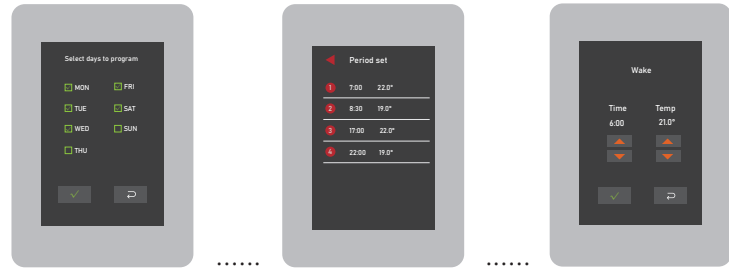 Select days to program
MON FRI
TUE SAT
WED SUN
THU
......
Period set
1 7:00 22.0°
2 8:30 19.0°
3 17:00 22.0°
4 22:00 19.0°
......
Wake
Time Temp
6:00 21.0°